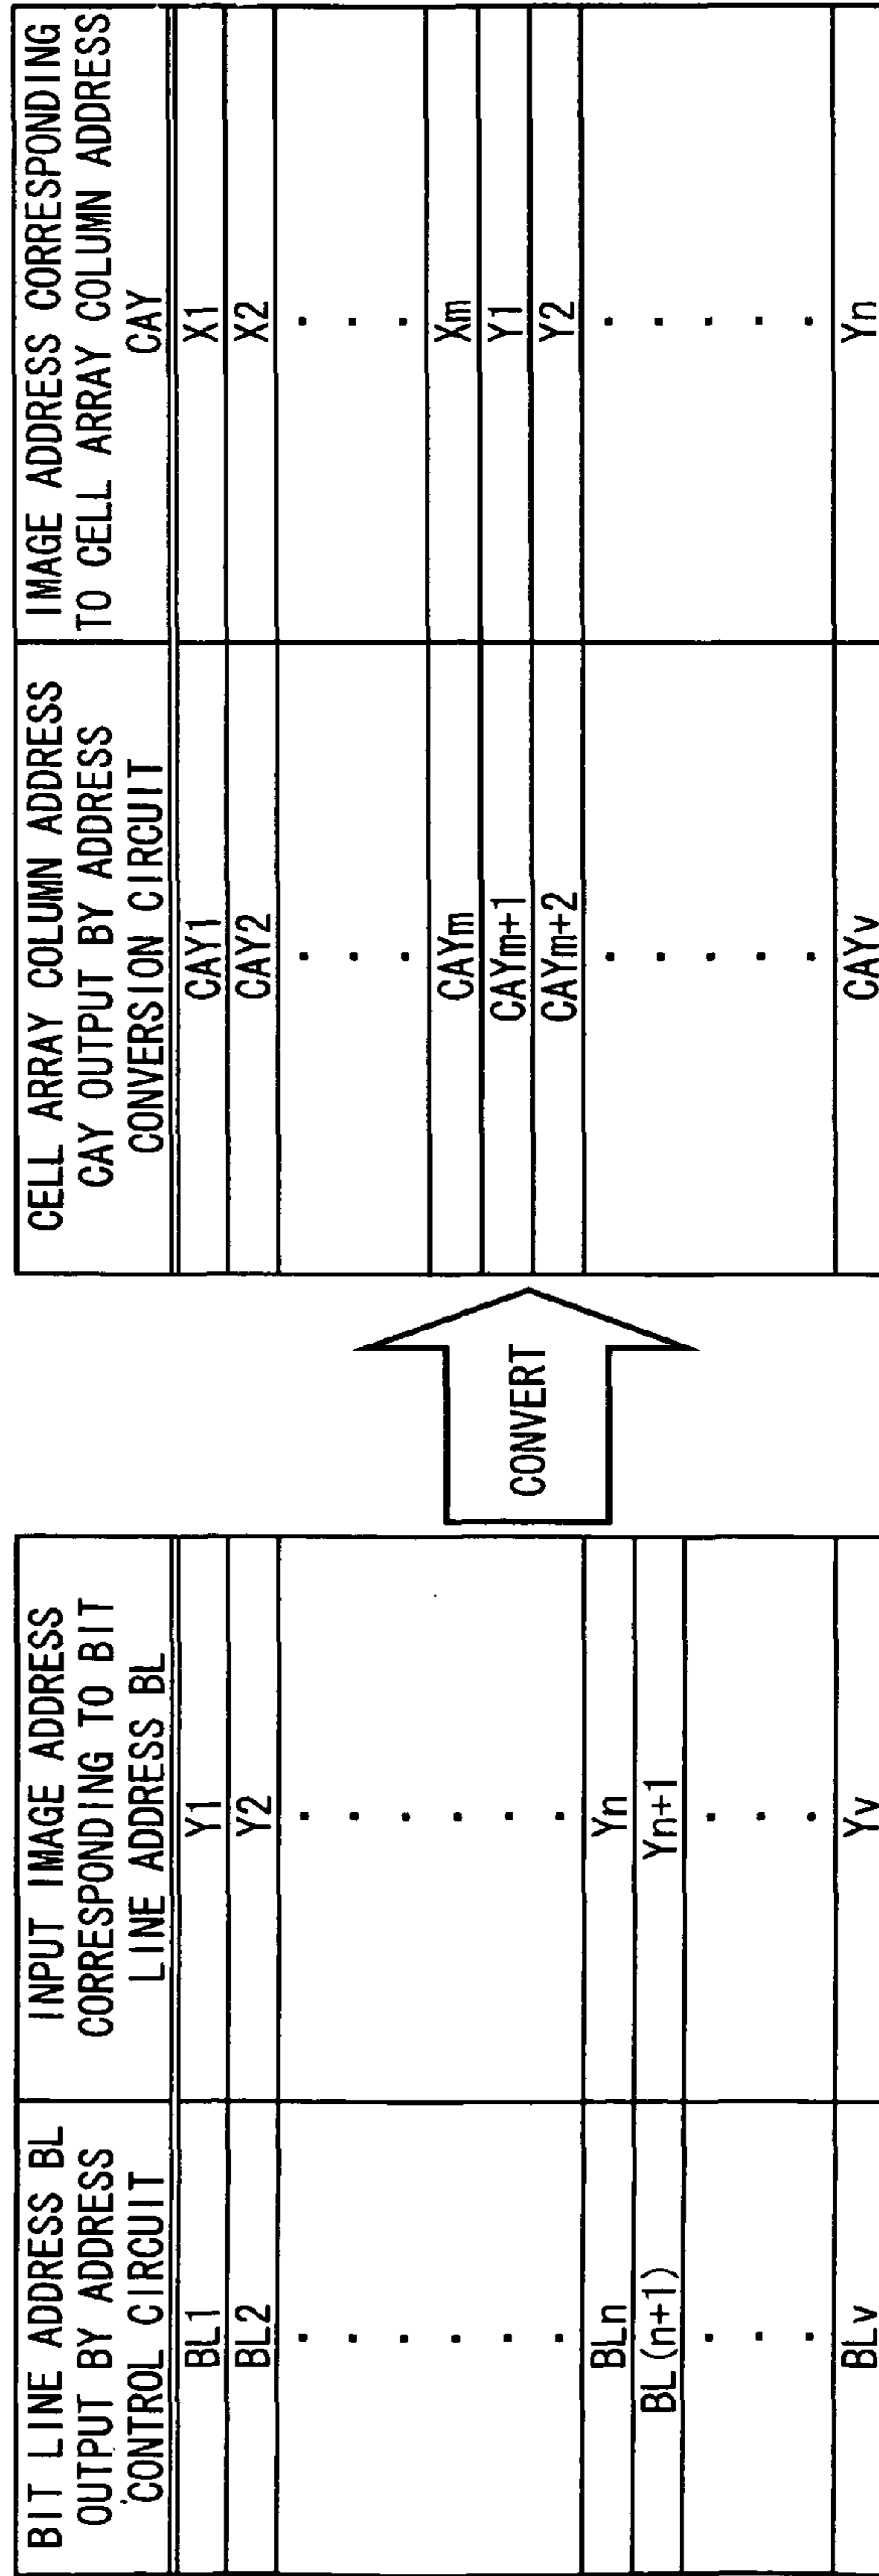 BIT LINE ADDRESS BL
OUTPUT BY ADDRESS
CONTROL CIRCUIT
INPUT IMAGE ADDRESS
CORRESPONDING TO BIT
LINE ADDRESS BL
BL1 Y1
BL2 Y2
BLn Yn
BL(n+1) Yn+1
BLv Yv
CONVERT
CELL ARRAY COLUMN ADDRESS
CAY OUTPUT BY ADDRESS
CONVERSION CIRCUIT
IMAGE ADDRESS CORRESPONDING
TO CELL ARRAY COLUMN ADDRESS
CAY
CAY1 X1
CAY2 X2
CAYm Xm
CAYm+1 Y1
CAYm+2 Y2
CAYv Yn